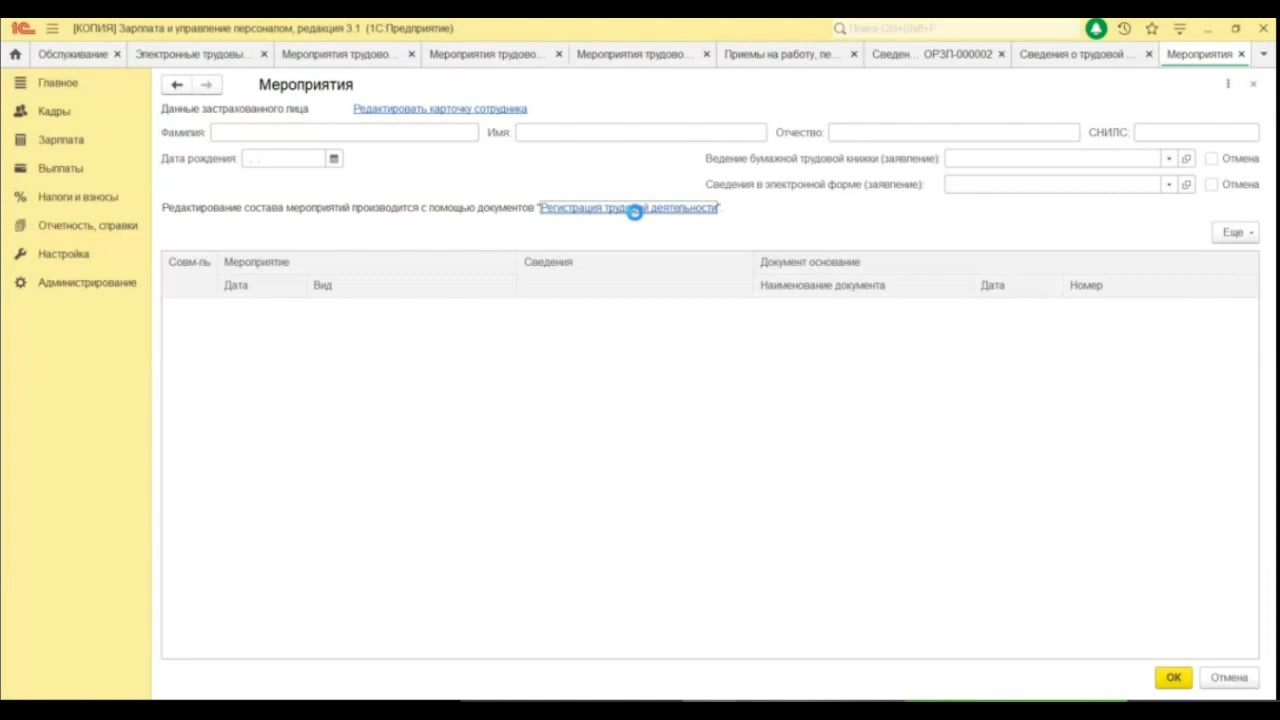 1С [КОПИЯ] Зарплата и управление персоналом, редакция 3.1 (1С:Предприятие) Поиск Ctrl+Shift+F
Обслуживание Электронные трудовы... Мероприятия трудово... Мероприятия трудово... Мероприятия трудово... Приемы на работу, пе... Сведен... ОРЗП-000002 Сведения о трудовой ... Мероприятия
Главное
Кадры
Зарплата
Выплаты
Налоги и взносы
Отчетность, справки
Настройка
Администрирование
Мероприятия
Данные застрахованного лица Редактировать карточку сотрудника
Фамилия: Имя: Отчество: СНИЛС:
Дата рождения: . . Ведение бумажной трудовой книжки (заявление): Отмена
Сведения в электронной форме (заявление): Отмена
Редактирование состава мероприятий производится с помощью документов "Регистрация трудовой деятельности".
Еще
Совм-ль Мероприятие Сведения Документ основание
Дата Вид Наименование документа Дата Номер
ОК Отмена